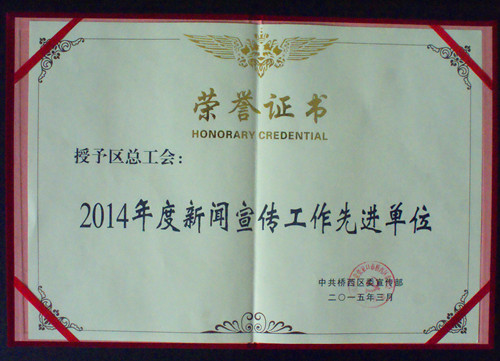 荣誉证书
HONORARY CREDENTIAL
授予区总工会：
2014年度新闻宣传工作先进单位
中共桥西区委宣传部
二〇一五年三月